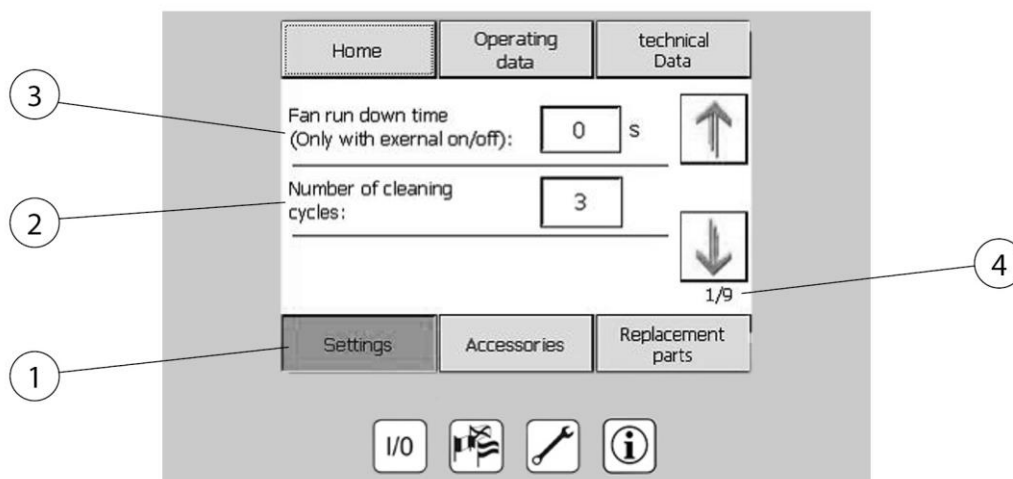 Home
Operating
data
technical
Data
3
Fan run down time
(Only with exernal on/off):
0
s
2
Number of cleaning
cycles:
3
4
1/9
1
Settings
Accessories
Replacement
parts
I/0
i